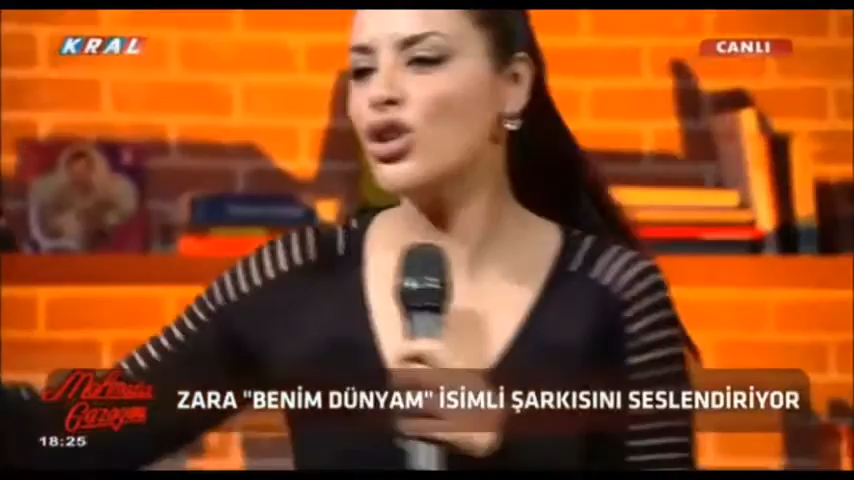 KRAL
CANLI
ZARA "BENİM DÜNYAM" İSİMLİ ŞARKISINI SESLENDİRİYOR
18:25